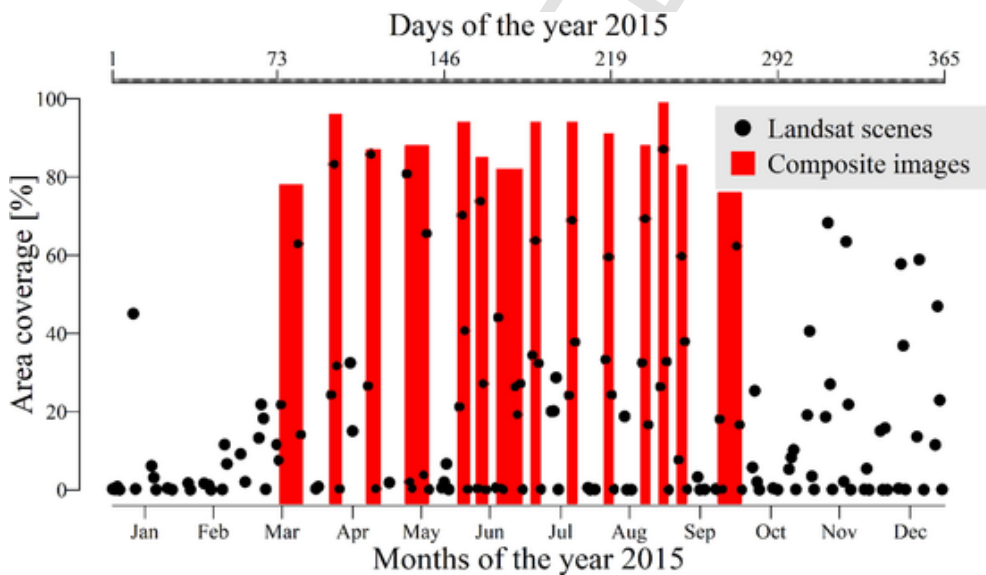 Days of the year 2015
1 73 146 219 292 365
100
80
60
40
20
0
Area coverage [%]
Landsat scenes
Composite images
Jan Feb Mar Apr May Jun Jul Aug Sep Oct Nov Dec
Months of the year 2015